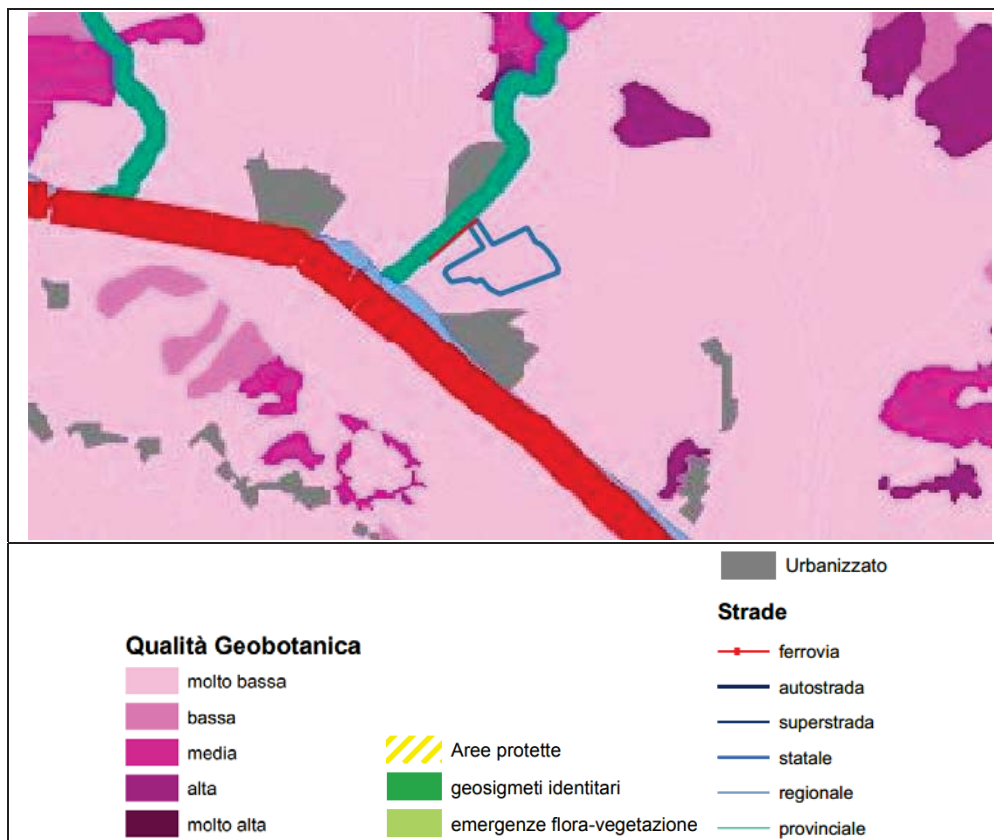 Urbanizzato
Strade
ferrovia
autostrada
superstrada
statale
regionale
provinciale
Qualità Geobotanica
molto bassa
bassa
media
alta
molto alta
Aree protette
geosigmeti identitari
emergenze flora-vegetazione